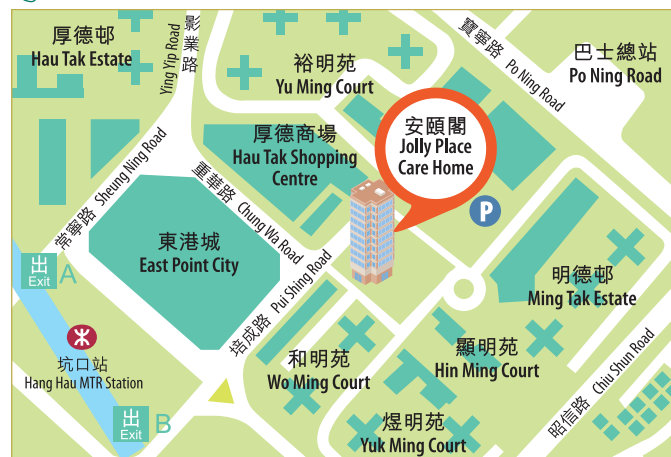 厚德邨
Hau Tak Estate
影業路
Ying Yip Road
裕明苑
Yu Ming Court
寶寧路
Po Ning Road
巴士總站
Po Ning Road
安頤閣
Jolly Place
Care Home
厚德商場
Hau Tak Shopping
Centre
常寧路 Sheung Ning Road
重華路 Chung Wa Road
P
東港城
East Point City
出
Exit
A
培成路 Pui Shing Road
明德邨
Ming Tak Estate
坑口站
Hang Hau MTR Station
和明苑
Wo Ming Court
顯明苑
Hin Ming Court
昭信路 Chiu Shun Road
出
Exit
B
煜明苑
Yuk Ming Court